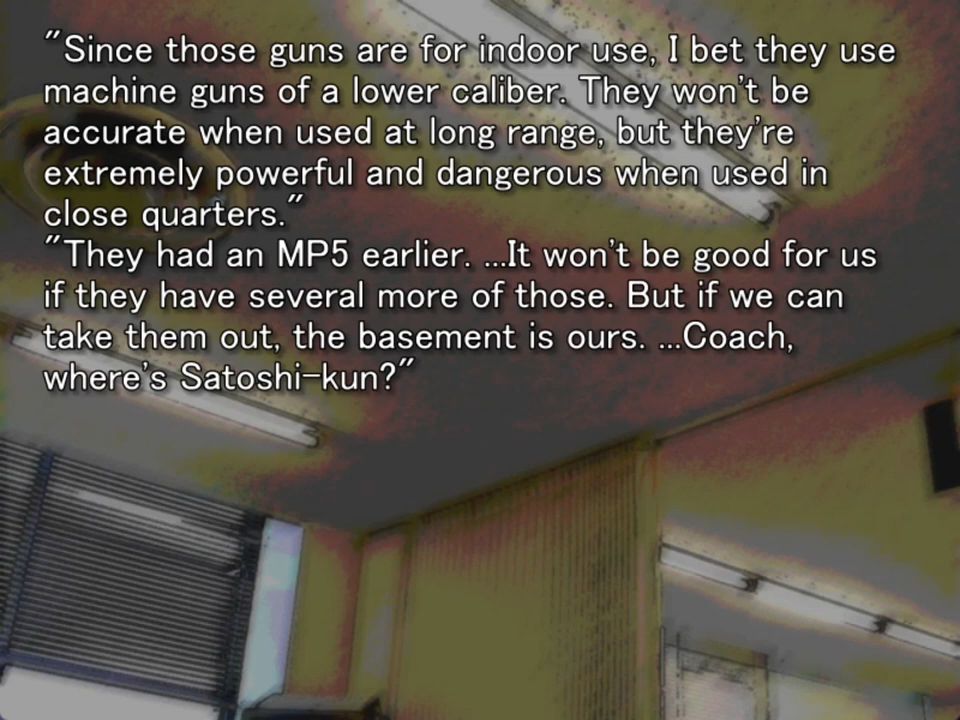 "Since those guns are for indoor use, I bet they use
machine guns of a lower caliber. They won't be
accurate when used at long range, but they're
extremely powerful and dangerous when used in
close quarters."
"They had an MP5 earlier. ...It won't be good for us
if they have several more of those. But if we can
take them out, the basement is ours. ...Coach,
where's Satoshi-kun?"